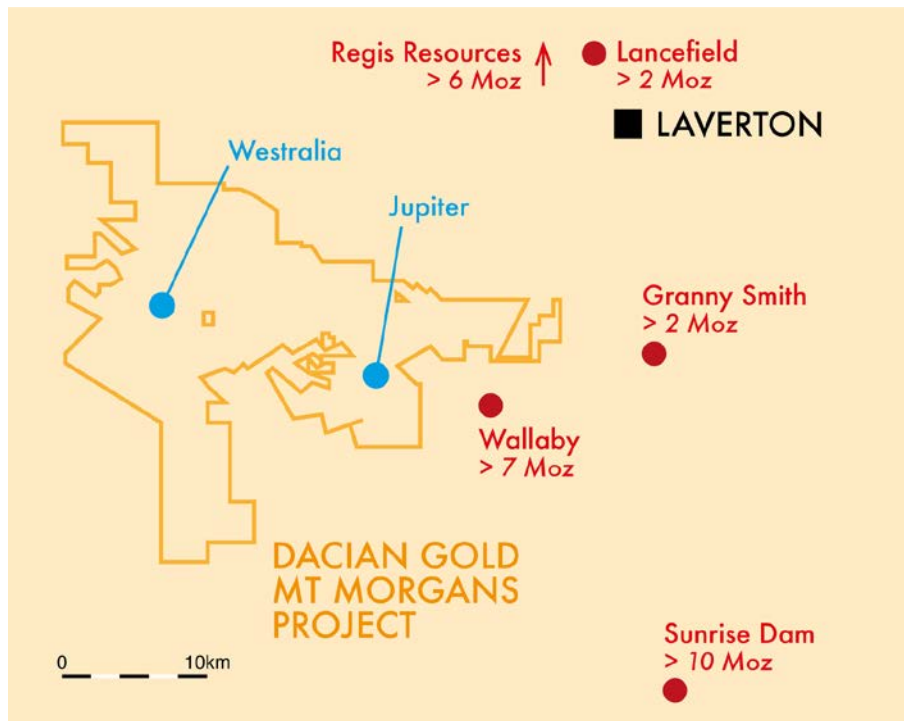 Regis Resources
> 6 Moz
Lancefield
> 2 Moz
LAVERTON
Westralia
Jupiter
Granny Smith
> 2 Moz
Wallaby
> 7 Moz
DACIAN GOLD
MT MORGANS
PROJECT
Sunrise Dam
> 10 Moz
0 10km